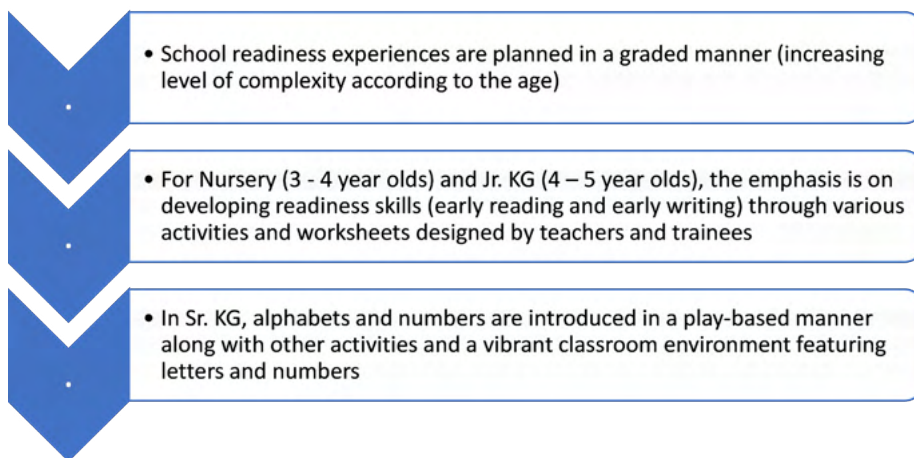 • School readiness experiences are planned in a graded manner (increasing
level of complexity according to the age)
• For Nursery (3 - 4 year olds) and Jr. KG (4 – 5 year olds), the emphasis is on
developing readiness skills (early reading and early writing) through various
activities and worksheets designed by teachers and trainees
• In Sr. KG, alphabets and numbers are introduced in a play-based manner
along with other activities and a vibrant classroom environment featuring
letters and numbers